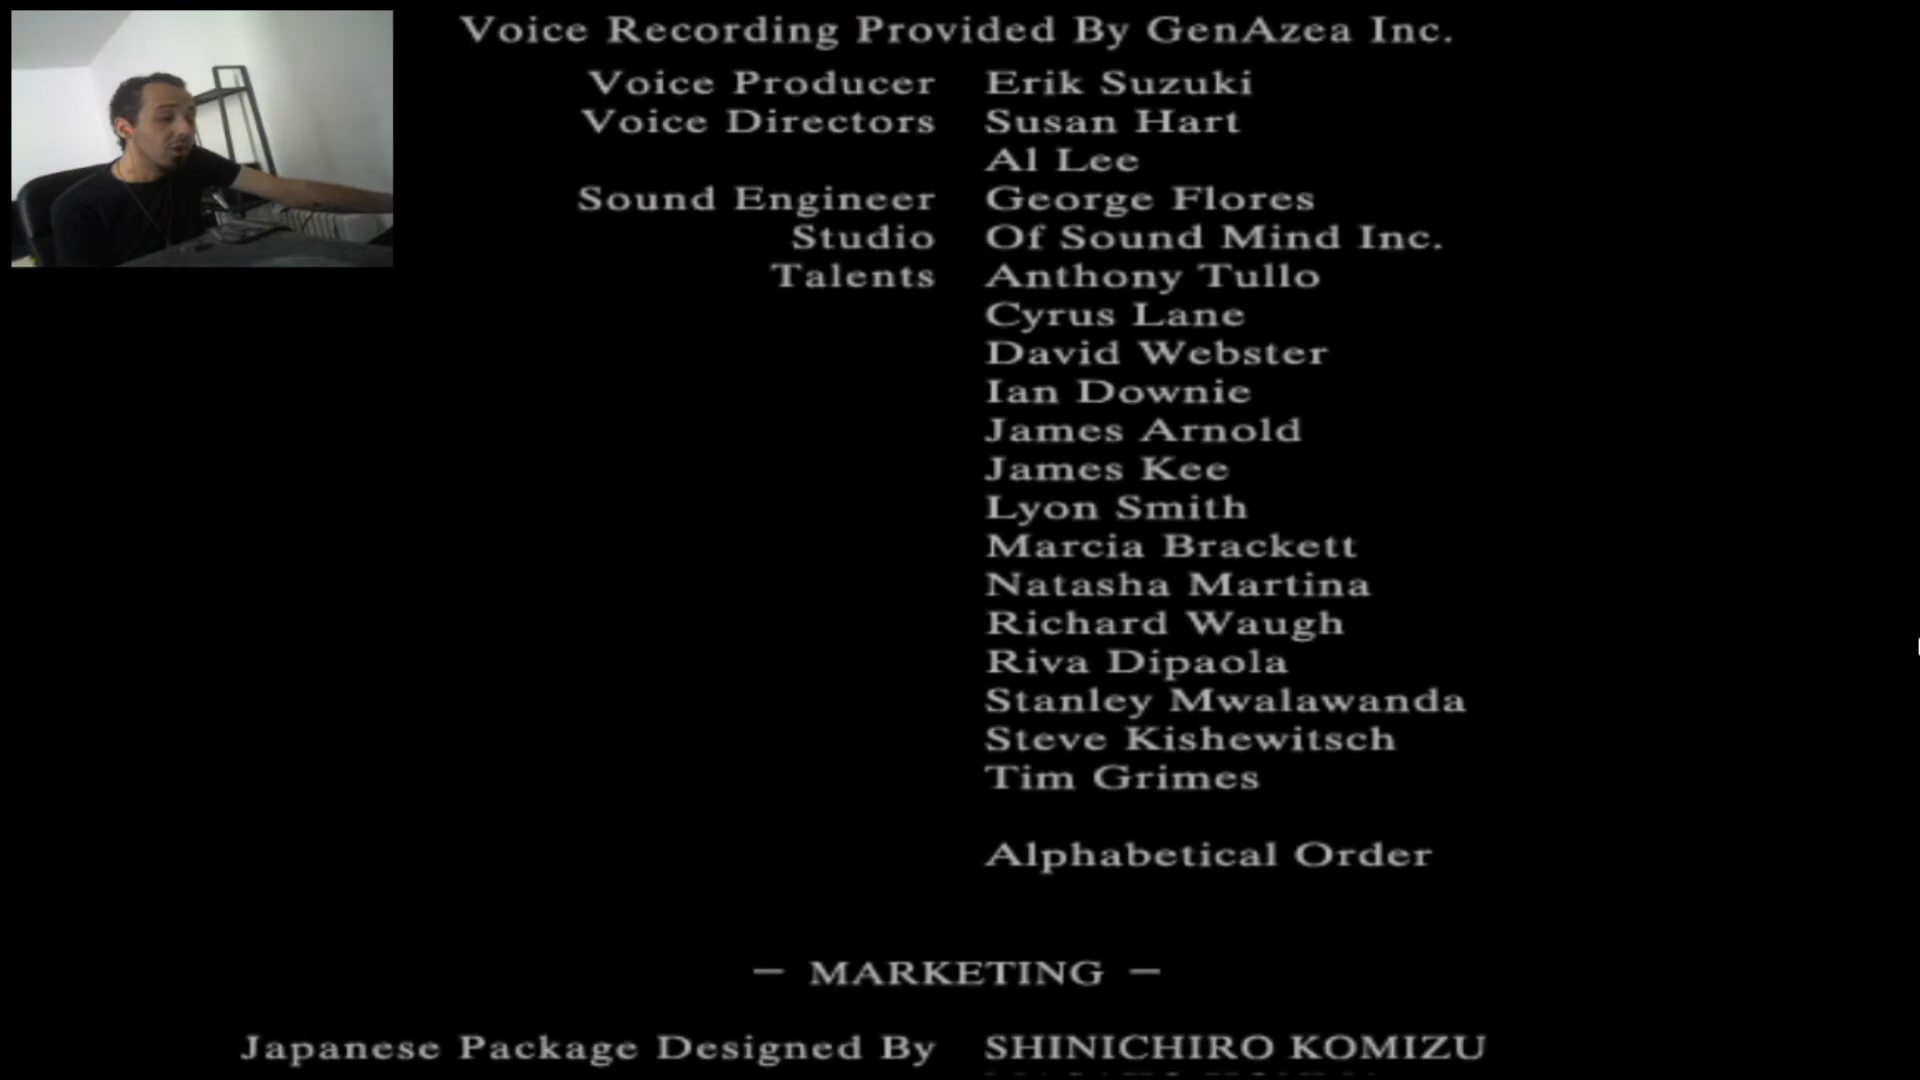 Voice Recording Provided By GenAzea Inc.
Voice Producer Erik Suzuki
Voice Directors Susan Hart
Al Lee
Sound Engineer George Flores
Studio Of Sound Mind Inc.
Talents Anthony Tullo
Cyrus Lane
David Webster
Ian Downie
James Arnold
James Kee
Lyon Smith
Marcia Brackett
Natasha Martina
Richard Waugh
Riva Dipaola
Stanley Mwalawanda
Steve Kishewitsch
Tim Grimes
Alphabetical Order
— MARKETING —
Japanese Package Designed By SHINICHIRO KOMIZU